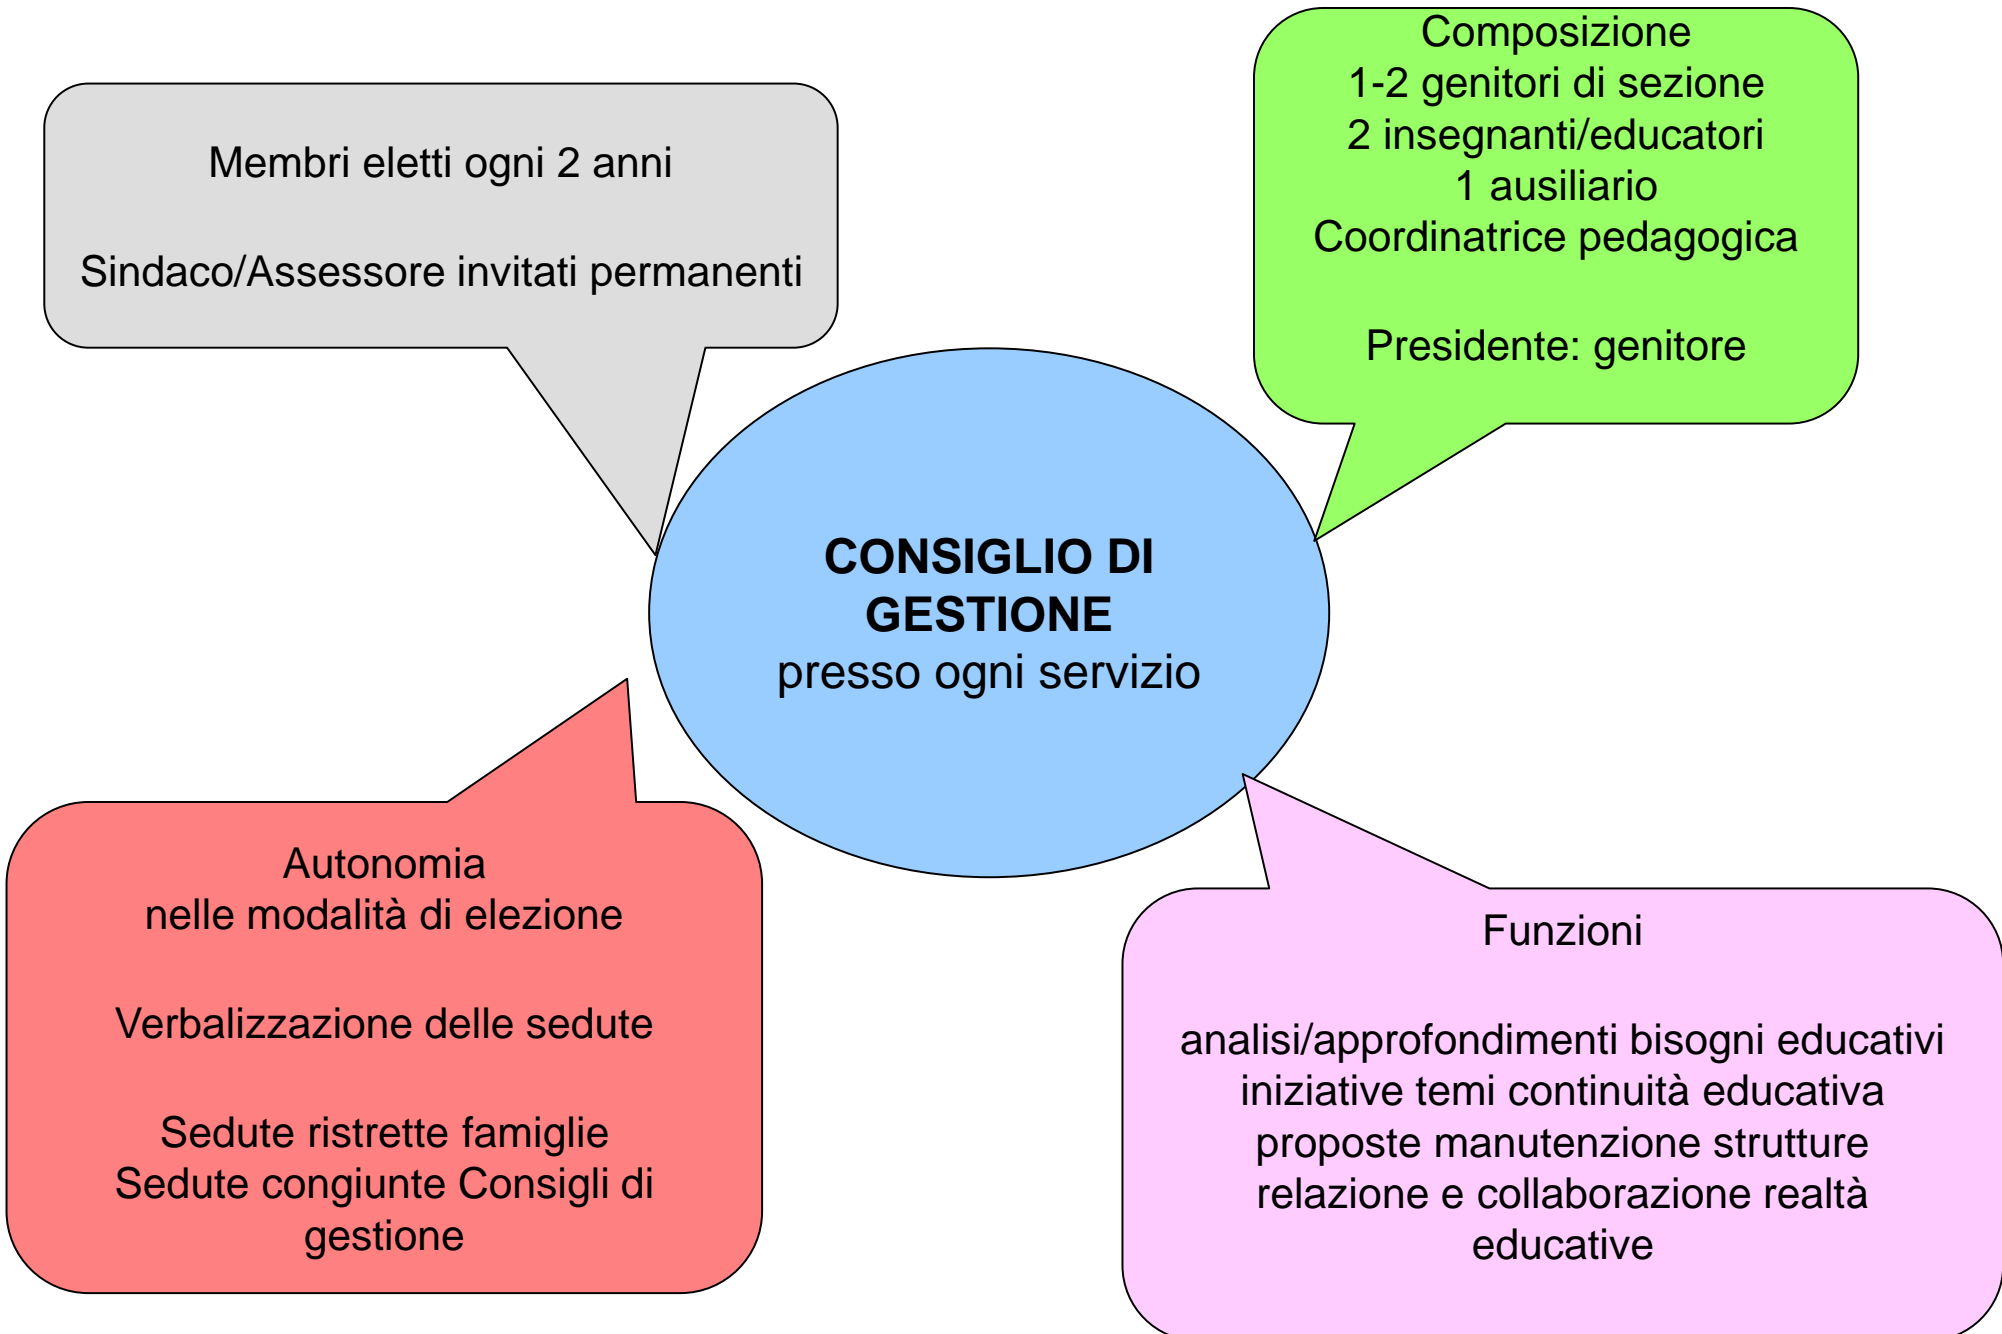 Membri eletti ogni 2 anni
Sindaco/Assessore invitati permanenti
Composizione
1-2 genitori di sezione
2 insegnanti/educatori
1 ausiliario
Coordinatrice pedagogica
Presidente: genitore
CONSIGLIO DI
GESTIONE
presso ogni servizio
Autonomia
nelle modalità di elezione
Verbalizzazione delle sedute
Sedute ristrette famiglie
Sedute congiunte Consigli di
gestione
Funzioni
analisi/approfondimenti bisogni educativi
iniziative temi continuità educativa
proposte manutenzione strutture
relazione e collaborazione realtà
educative